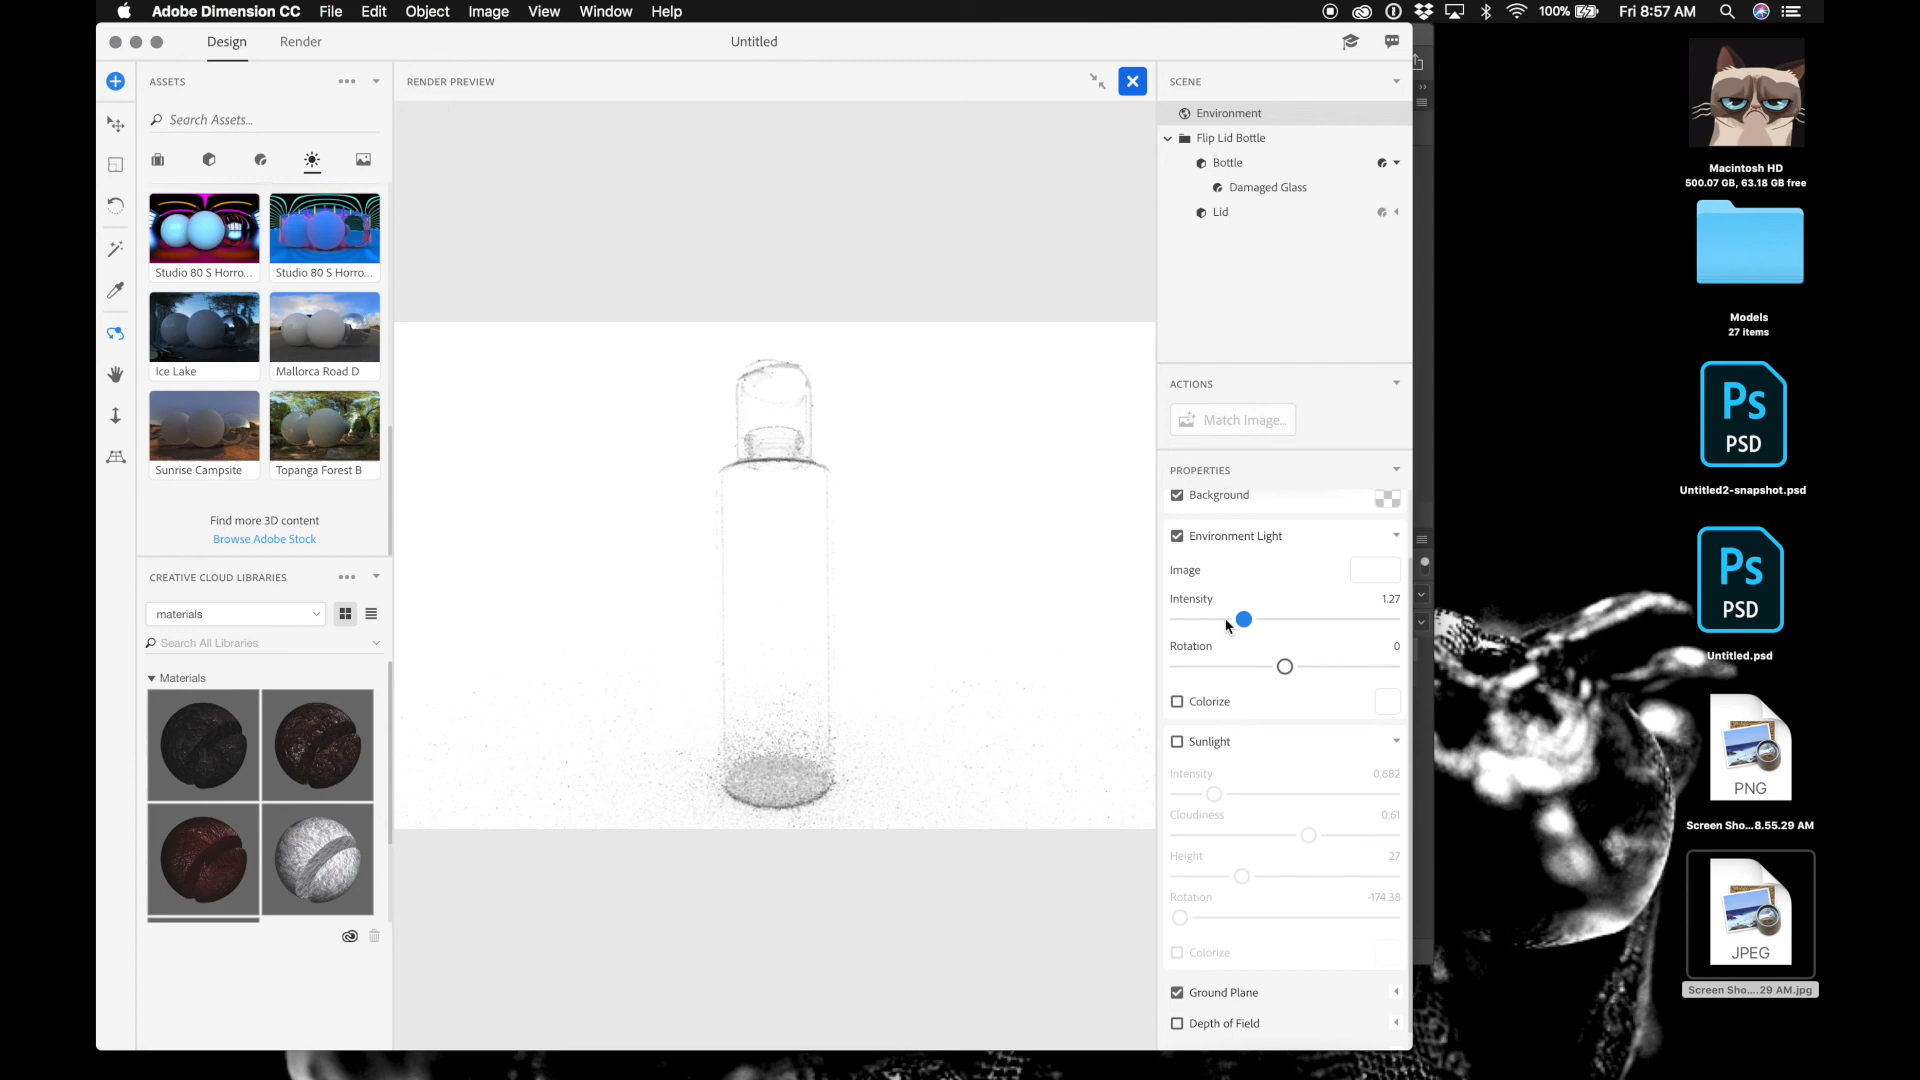 Adobe Dimension CC File Edit Object Image View Window Help
100% Fri 8:57 AM
Design Render
Untitled
ASSETS
Search Assets...
Studio 80 S Horro...
Studio 80 S Horro...
Ice Lake
Mallorca Road D
Sunrise Campsite
Topanga Forest B
Find more 3D content
Browse Adobe Stock
CREATIVE CLOUD LIBRARIES
materials
Search All Libraries
Materials
RENDER PREVIEW
SCENE
Environment
Flip Lid Bottle
Bottle
Damaged Glass
Lid
ACTIONS
Match Image...
PROPERTIES
Background
Environment Light
Image
Intensity 1.27
Rotation 0
Colorize
Sunlight
Intensity 0.682
Cloudiness 0.61
Height 27
Rotation -174.38
Colorize
Ground Plane
Depth of Field
Macintosh HD
500.07 GB, 63.18 GB free
Models
27 items
Ps
PSD
Untitled2-snapshot.psd
Ps
PSD
Untitled.psd
PNG
Screen Sho...8.55.29 AM
JPEG
Screen Sho....29 AM.jpg